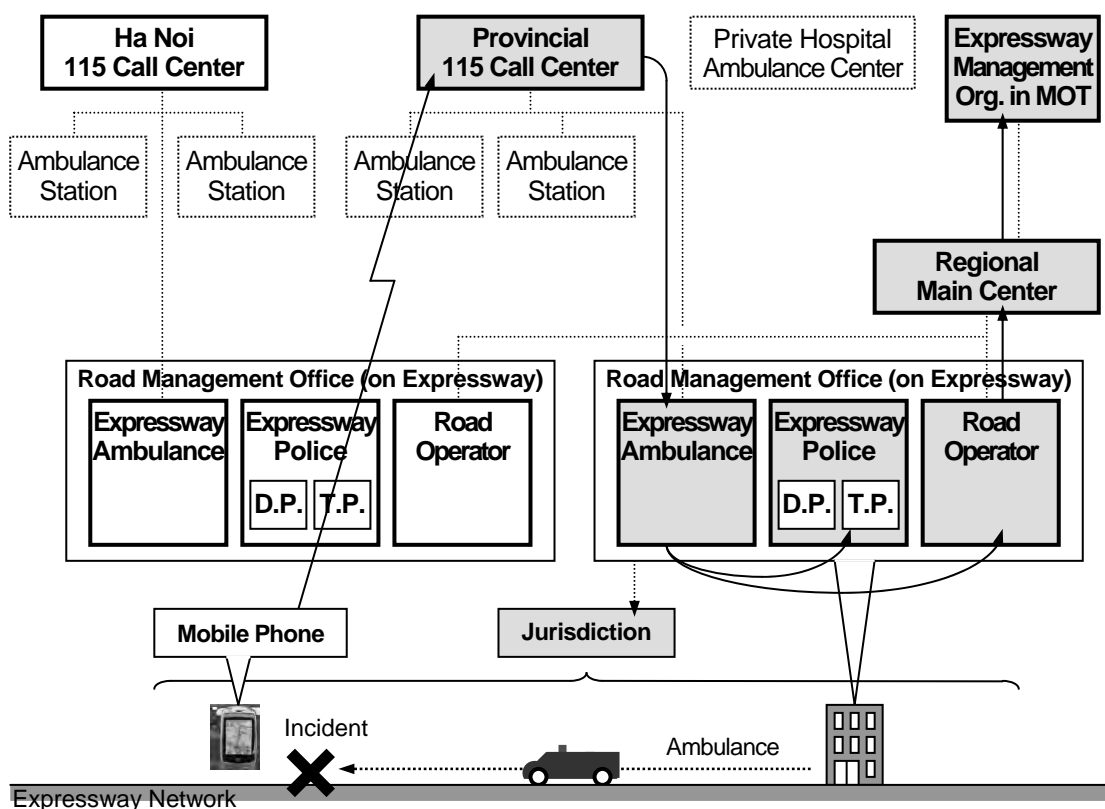 Ha Noi
115 Call Center
Provincial
115 Call Center
Private Hospital
Ambulance Center
Expressway
Management
Org. in MOT
Ambulance
Station
Ambulance
Station
Ambulance
Station
Ambulance
Station
Regional
Main Center
Road Management Office (on Expressway)
Expressway
Ambulance
Expressway
Police
D.P.
T.P.
Road
Operator
Road Management Office (on Expressway)
Expressway
Ambulance
Expressway
Police
D.P.
T.P.
Road
Operator
Mobile Phone
Jurisdiction
Incident
Ambulance
Expressway Network